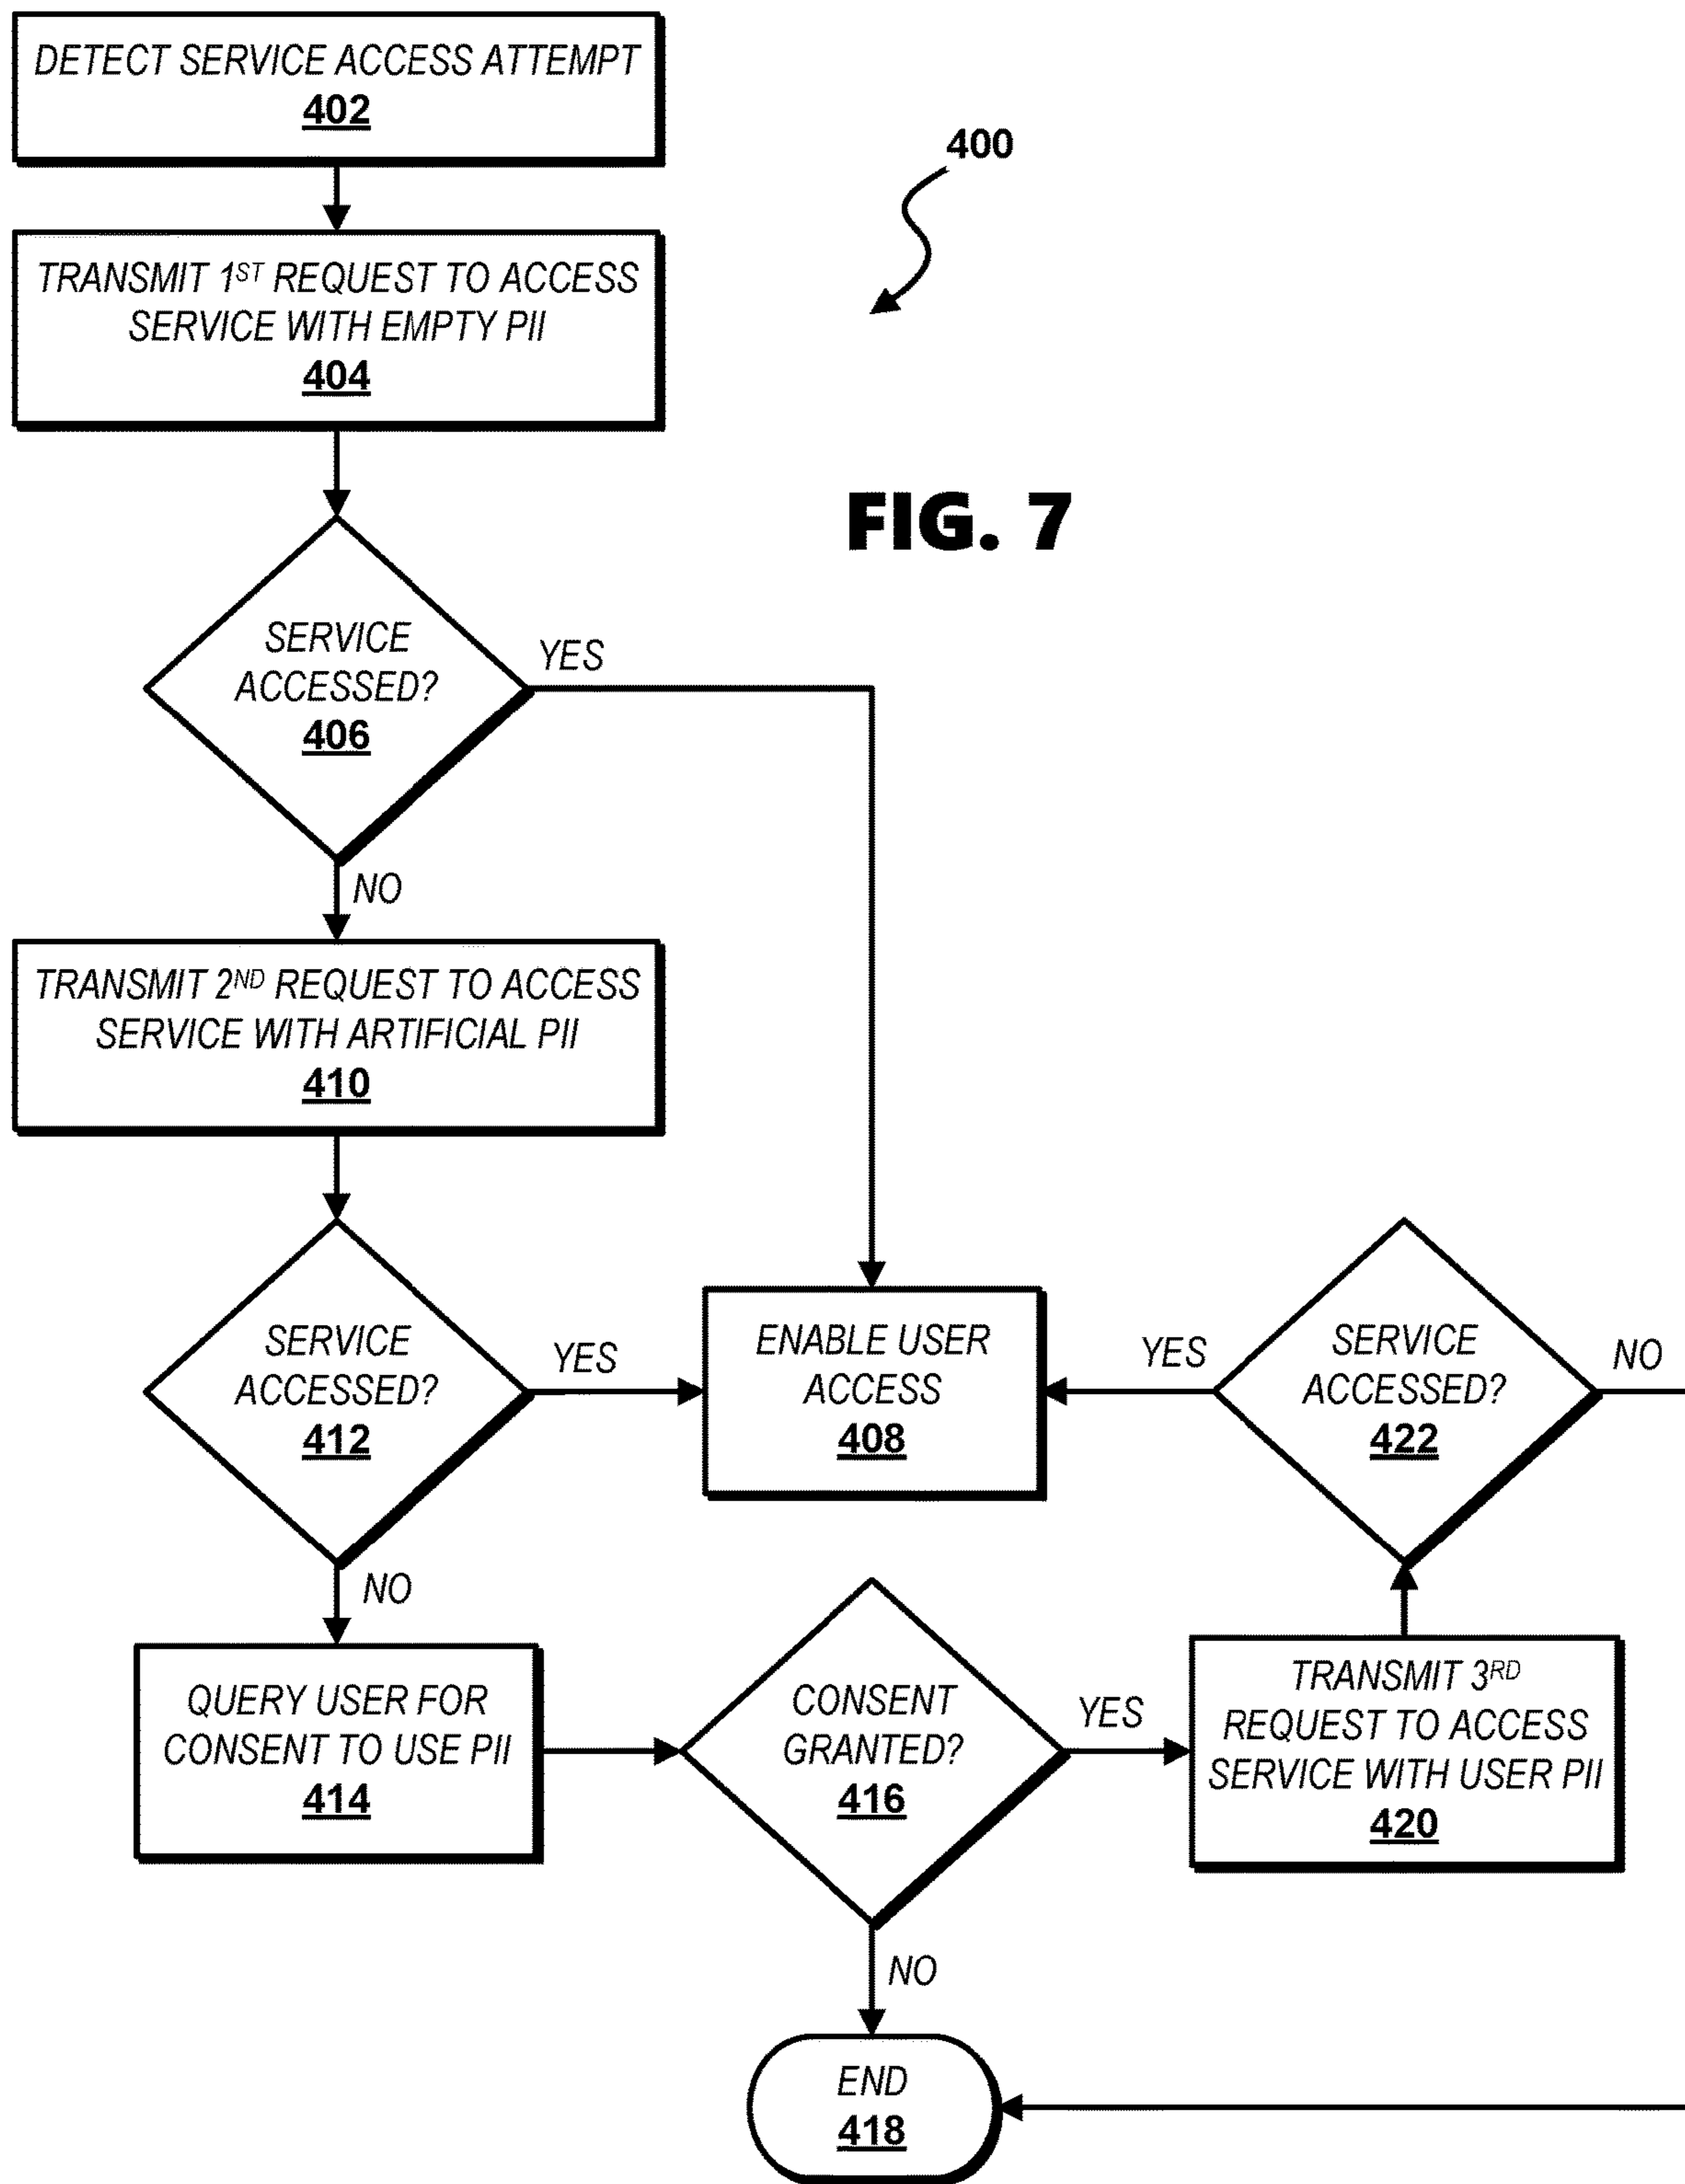 DETECT SERVICE ACCESS ATTEMPT
402
400
TRANSMIT 1ST REQUEST TO ACCESS
SERVICE WITH EMPTY PII
404
FIG. 7
SERVICE
ACCESSED?
406
YES
NO
TRANSMIT 2ND REQUEST TO ACCESS
SERVICE WITH ARTIFICIAL PII
410
SERVICE
ACCESSED?
412
YES
NO
ENABLE USER
ACCESS
408
YES
SERVICE
ACCESSED?
422
NO
QUERY USER FOR
CONSENT TO USE PII
414
CONSENT
GRANTED?
416
YES
NO
TRANSMIT 3RD
REQUEST TO ACCESS
SERVICE WITH USER PII
420
END
418